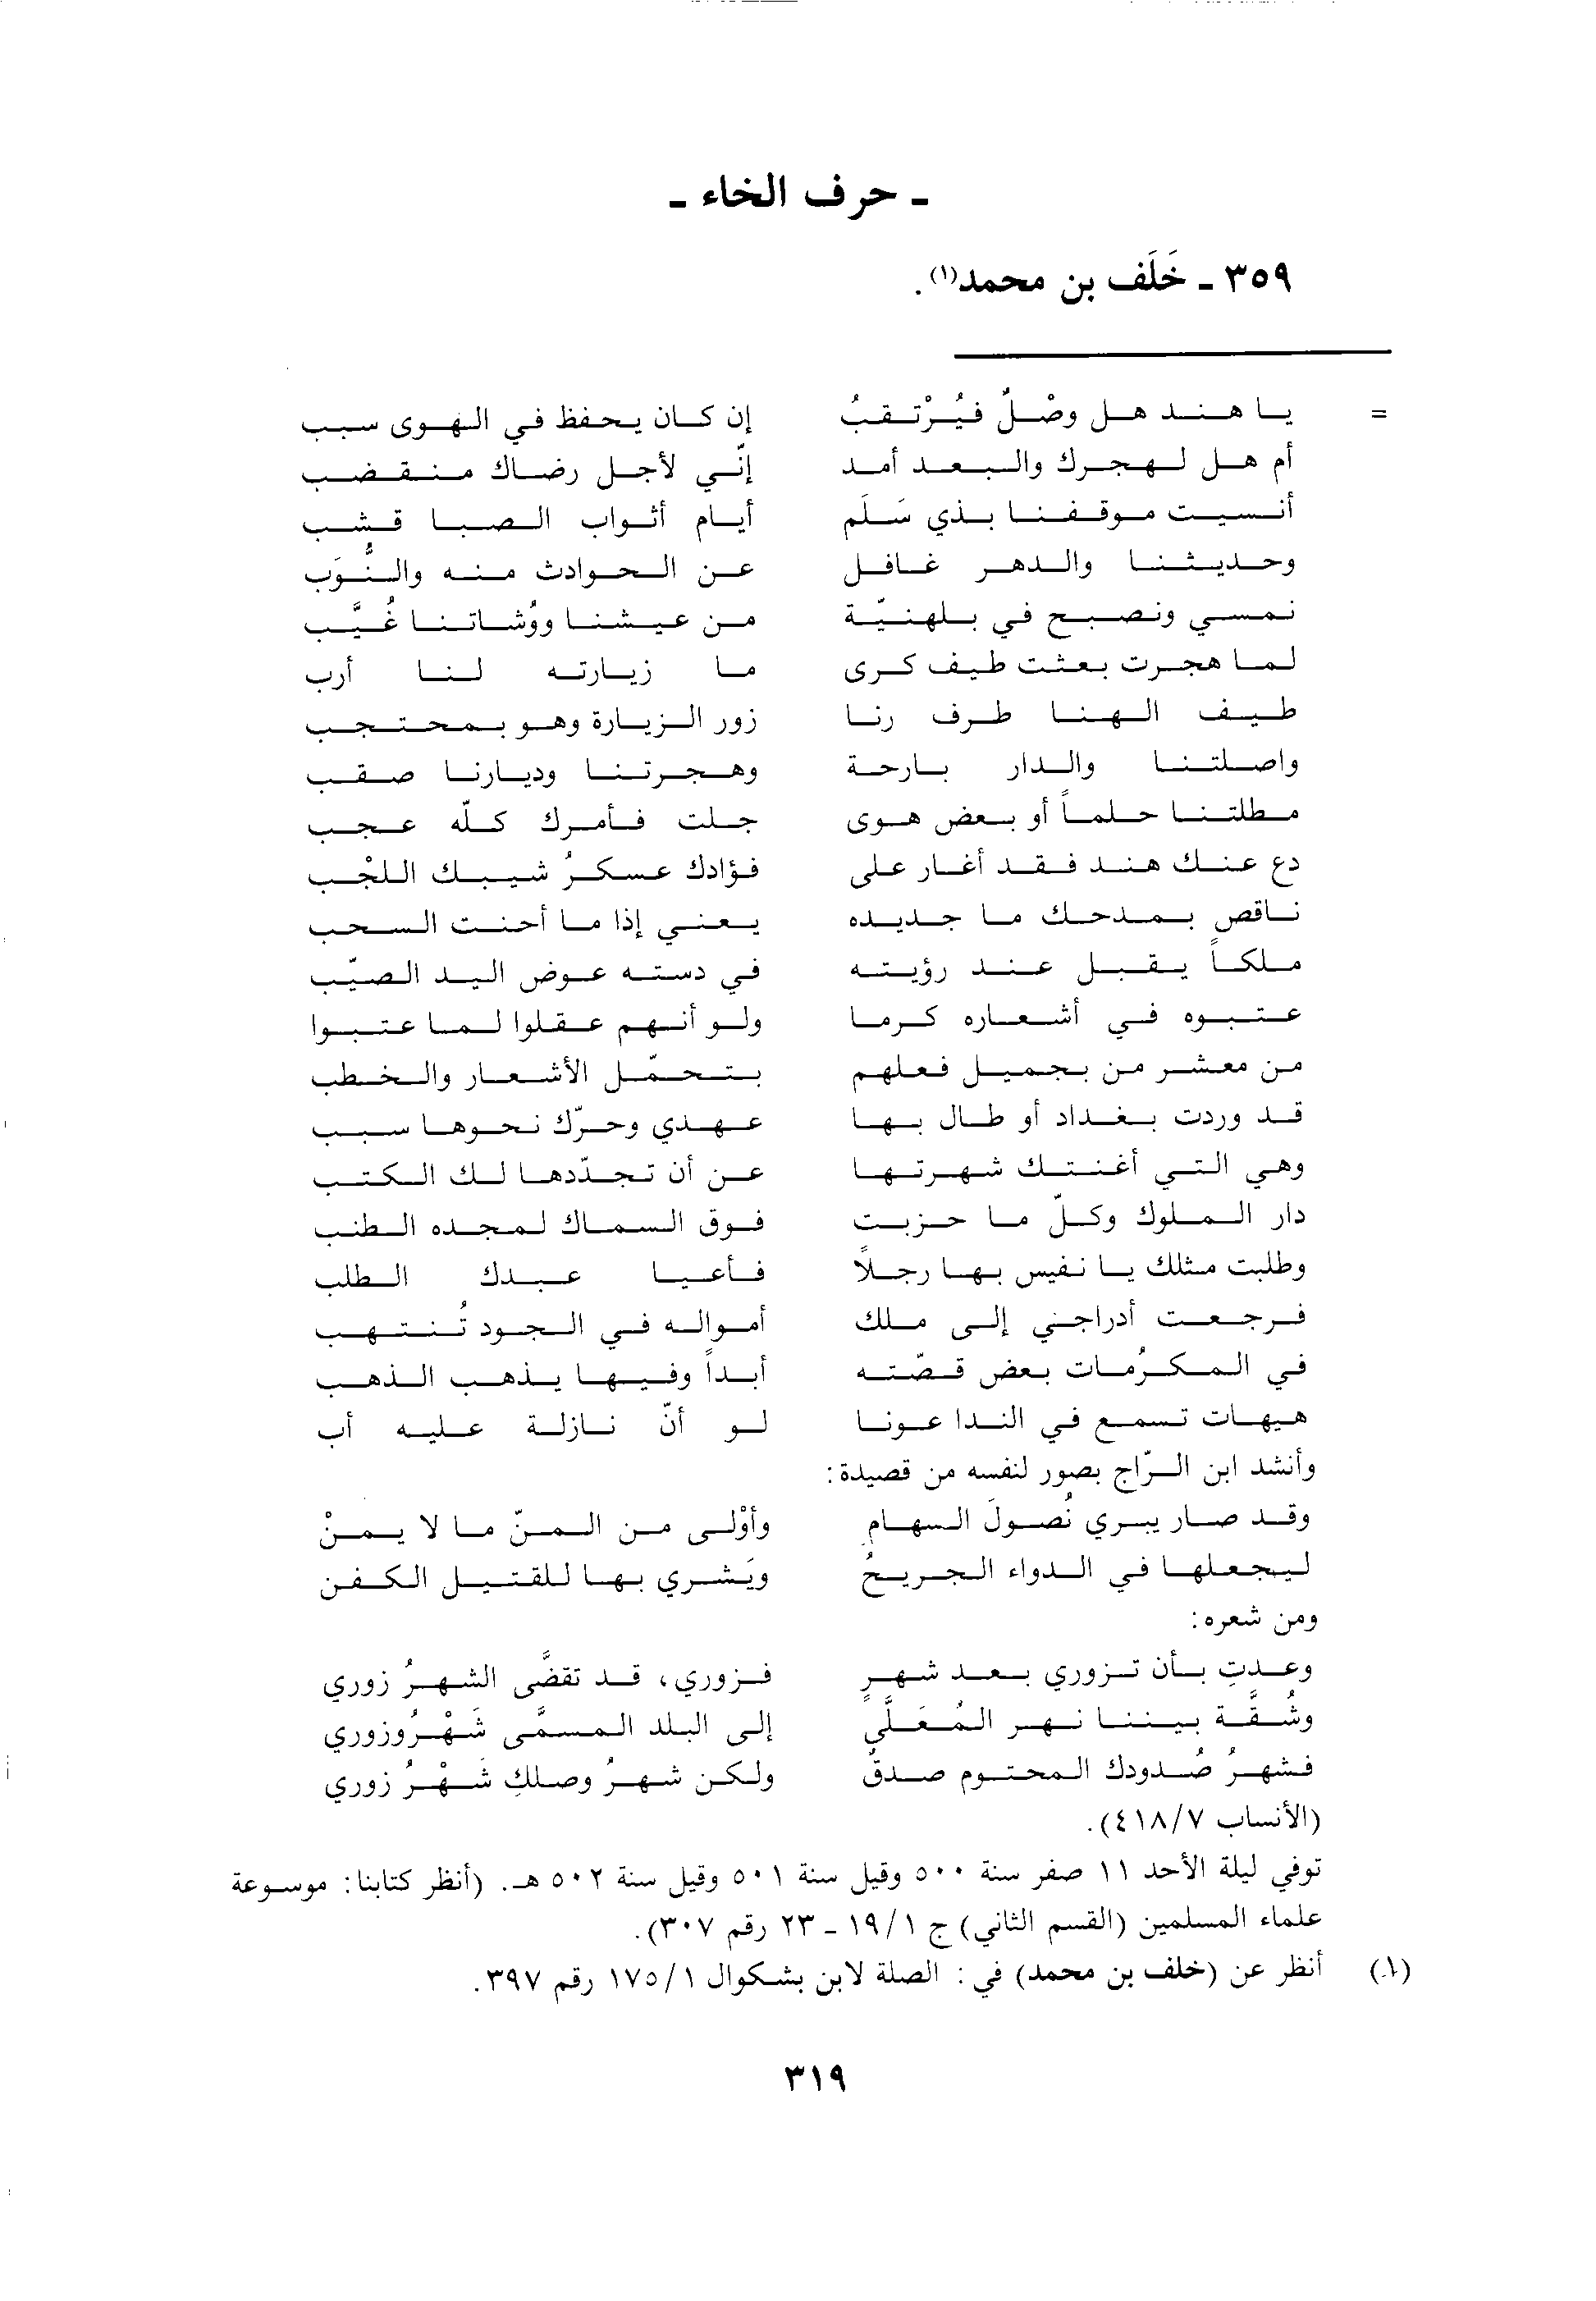 ـ حرف الخاء ـ
٣٥٩ ـ خَلَف بن محمد(١).
= يا هند هل وصْلٌ فيُرْتقبُ إن كان يحفظ في الهوى سبب
أم هل لهجرك والبعد أمد إنّي لأجل رضاك منقضب
أنسيت موقفنا بذي سَلَم أيام أثواب الصبا قشب
وحديثنا والدهر غافل عن الحوادث منه والنُّوَب
نمسي ونصبح في بلهنيّة من عيشنا ووُشاتنا غُيَّب
لما هجرت بعثت طيف كرى ما زيارته لنا أرب
طيف الهنا طرف رنا زور الزيارة وهو بمحتجب
واصلتنا والدار بارحة وهجرتنا وديارنا صقب
مطلتنا حلماً أو بعض هوى جلت فأمرك كلّه عجب
دع عنك هند فقد أغار على فؤادك عسكرُ شيبك اللجْب
ناقص بمدحك ما جديده يعني إذا ما أحنت السحب
ملكاً يقبل عند رؤيته في دسته عوض اليد الصيّب
عتبوه في أشعاره كرما ولو أنهم عقلوا لما عتبوا
من معشر من بجميل فعلهم بتحمّل الأشعار والخطب
قد وردت بغداد أو طال بها عهدي وحرّك نحوها سبب
وهي التي أغنتك شهرتها عن أن تجدّدها لك الكتب
دار الملوك وكلّ ما حزبت فوق السماك لمجده الطنب
وطلبت مثلك يا نفيس بها رجلاً فأعيا عبدك الطلب
فرجعت أدراجني إلى ملك أمواله في الجود تُنتهب
في المكرُمات بعض قصّته أبداً وفيها يذهب الذهب
هيهات تسمع في الندا عونا لو أنّ نازلة عليه أب
وأنشد ابن الرّاج بصور لنفسه من قصيدة:
وقد صار يبري نُصولَ السهامِ وأوْلى من المنّ ما لا يمنْ
ليجعلها في الدواء الجريحُ ويَشري بها للقتيل الكفن
ومن شعره:
وعدتِ بأن تزوري بعد شهرٍ فزوري، قد تقضَّى الشهرُ زوري
وشُقَّة بيننا نهر المُعَلَّى إلى البلد المسمَّى شَهْرُوزوري
فشهرُ صُدودك المحتوم صدقٌ ولكن شهرُ وصلكِ شَهْرُ زوري
(الأنساب ٧/٤١٨).
توفي ليلة الأحد ١١ صفر سنة ٥٠٠ وقيل سنة ٥٠١ وقيل سنة ٥٠٢ هـ. (أنظر كتابنا: موسوعة
علماء المسلمين (القسم الثاني) ج ١/١٩ ـ ٢٣ رقم ٣٠٧).
(١) أنظر عن (خلف بن محمد) في: الصلة لابن بشكوال ١/١٧٥ رقم ٣٩٧.
٣١٩